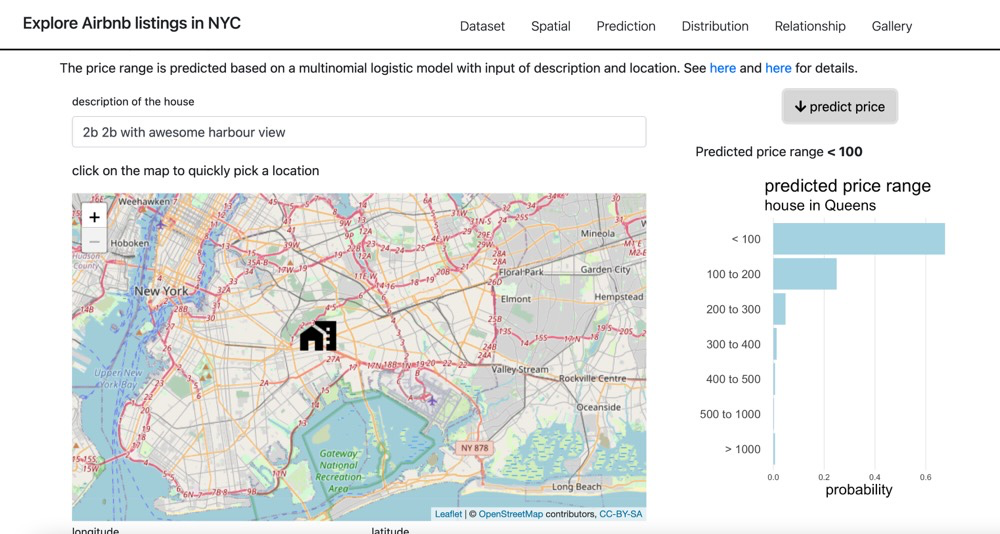 Explore Airbnb listings in NYC
Dataset Spatial Prediction Distribution Relationship Gallery
The price range is predicted based on a multinomial logistic model with input of description and location. See here and here for details.
description of the house
2b 2b with awesome harbour view
click on the map to quickly pick a location
+
−
Weehawken
Hoboken
Hudson County
New York
Upper New York Bay
Mineola
Floral Park
Garden City
Elmont
Hempstead
Valley Stream
Rockville Centre
Oceanside
NY 878
Gateway National Recreation Area
Long Beach
Leaflet | © OpenStreetMap contributors, CC-BY-SA
longitude latitude
predict price
Predicted price range < 100
predicted price range
house in Queens
< 100
100 to 200
200 to 300
300 to 400
400 to 500
500 to 1000
> 1000
0.0 0.2 0.4 0.6
probability